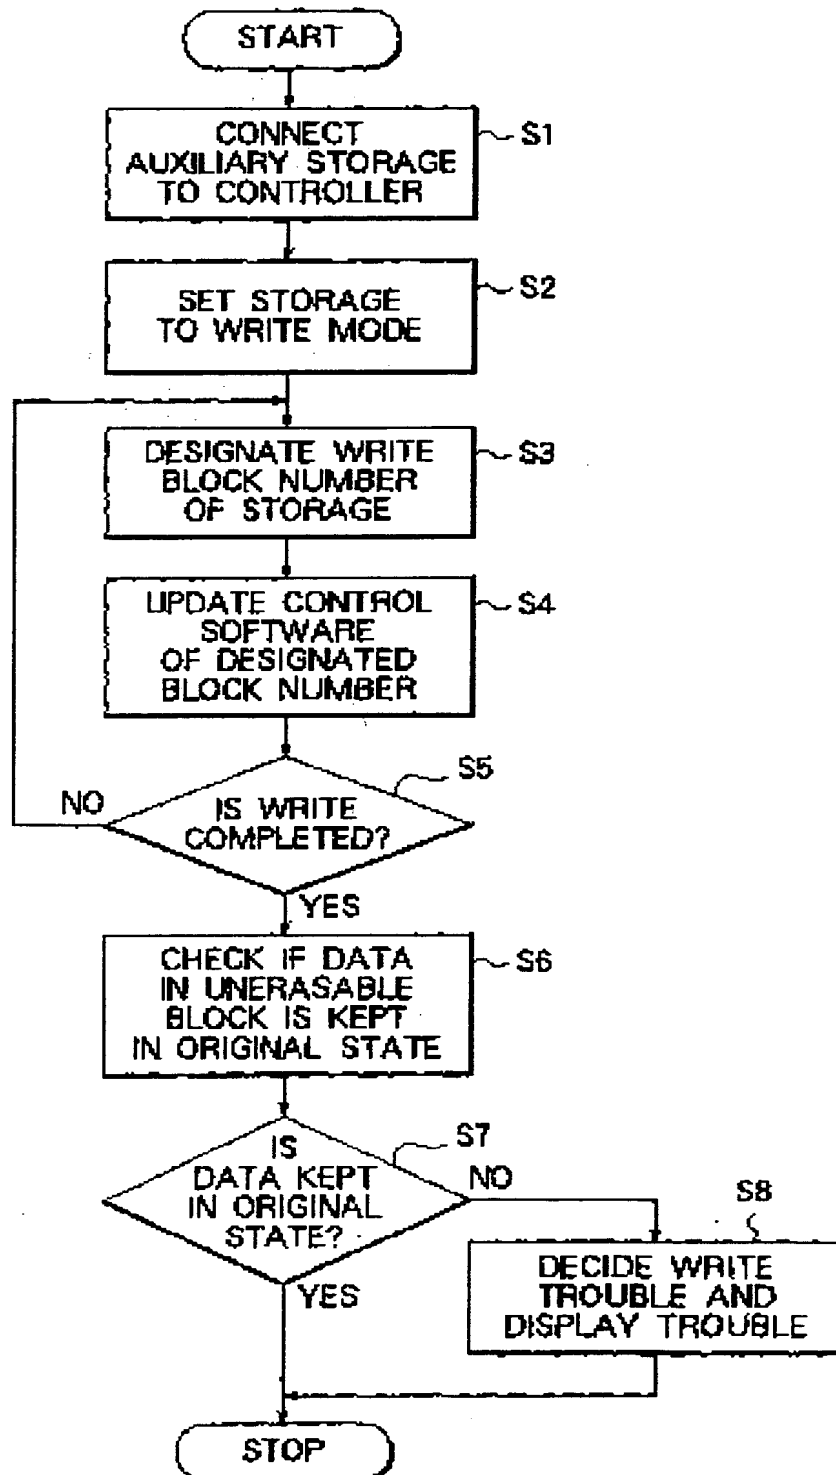 START
CONNECT
AUXILIARY STORAGE
TO CONTROLLER
S1
SET STORAGE
TO WRITE MODE
S2
DESIGNATE WRITE
BLOCK NUMBER
OF STORAGE
S3
UPDATE CONTROL
SOFTWARE
OF DESIGNATED
BLOCK NUMBER
S4
IS WRITE
COMPLETED?
S5
NO
YES
CHECK IF DATA
IN UNERASABLE
BLOCK IS KEPT
IN ORIGINAL STATE
S6
IS
DATA KEPT
IN ORIGINAL
STATE?
S7
NO
YES
S8
DECIDE WRITE
TROUBLE AND
DISPLAY TROUBLE
STOP